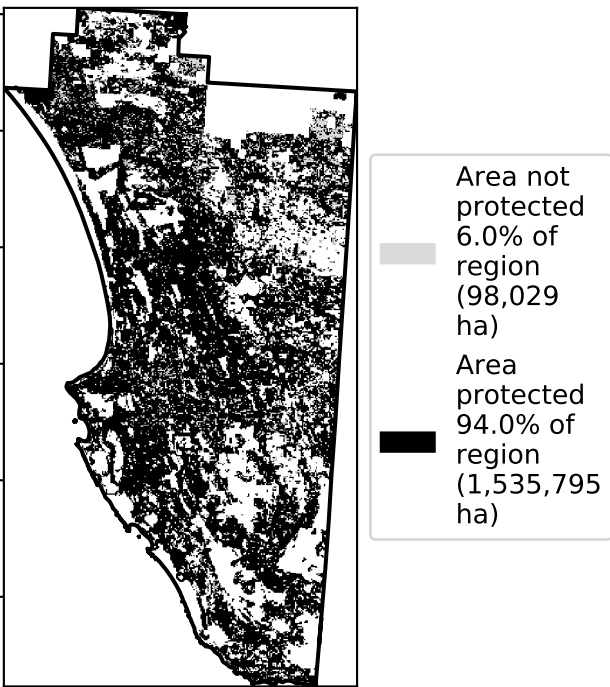 Area not
protected
6.0% of
region
(98,029
ha)
Area
protected
94.0% of
region
(1,535,795
ha)